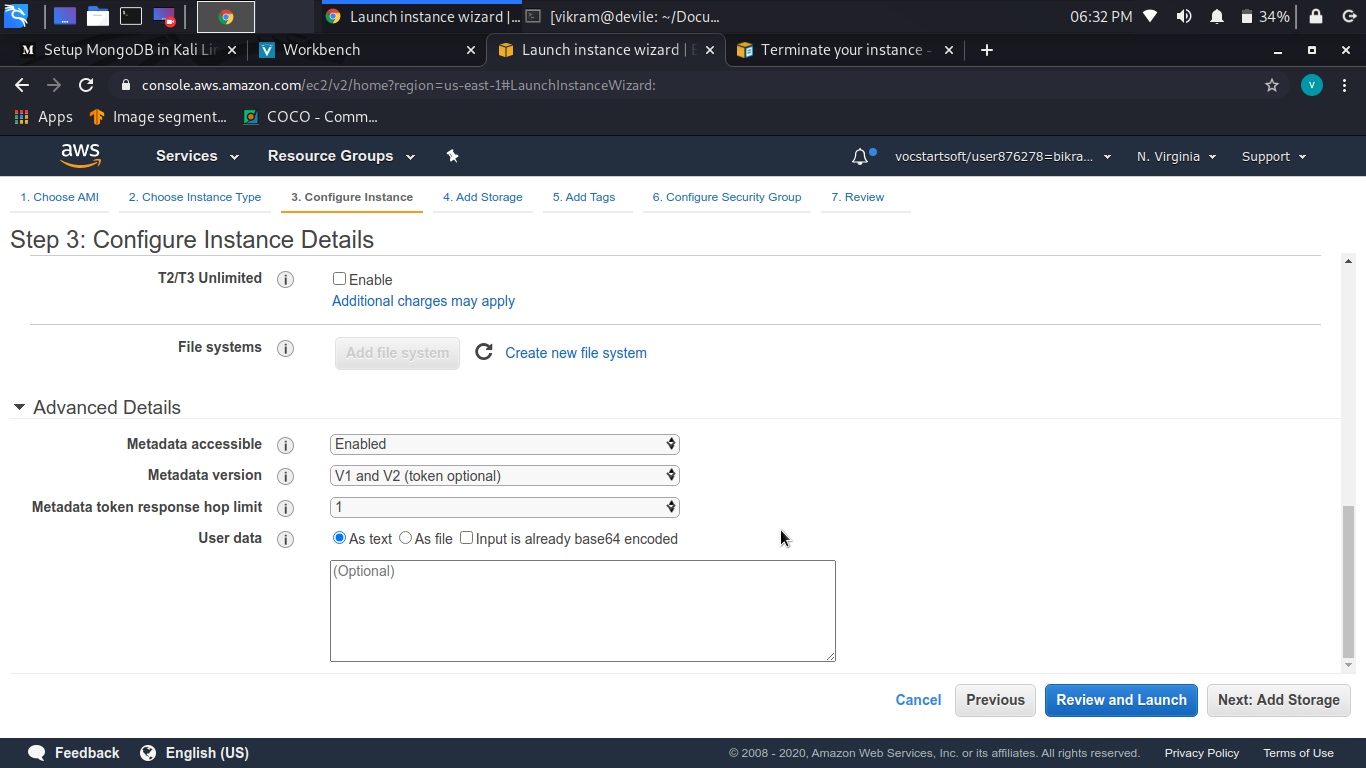 Launch instance wizard |...
[vikram@devile: ~/Docu...
06:32 PM
34%
Setup MongoDB in Kali Lin
Workbench
Launch instance wizard | E
Terminate your instance -
console.aws.amazon.com/ec2/v2/home?region=us-east-1#LaunchInstanceWizard:
V
Apps
Image segment...
COCO - Comm...
aws
Services
Resource Groups
vocstartsoft/user876278=bikra...
N. Virginia
Support
1. Choose AMI
2. Choose Instance Type
3. Configure Instance
4. Add Storage
5. Add Tags
6. Configure Security Group
7. Review
Step 3: Configure Instance Details
T2/T3 Unlimited
Enable
Additional charges may apply
File systems
Add file system
Create new file system
Advanced Details
Metadata accessible
Enabled
Metadata version
V1 and V2 (token optional)
Metadata token response hop limit
1
User data
As text
As file
Input is already base64 encoded
(Optional)
Cancel
Previous
Review and Launch
Next: Add Storage
Feedback
English (US)
© 2008 - 2020, Amazon Web Services, Inc. or its affiliates. All rights reserved.
Privacy Policy
Terms of Use